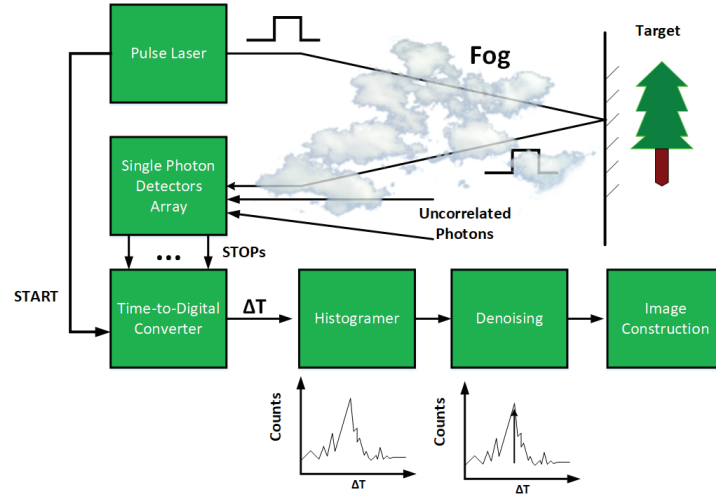 Pulse Laser
Fog
Target
Single Photon
Detectors
Array
Uncorrelated
Photons
STOPs
START
Time-to-Digital
Converter
ΔT
Histogramer
Denoising
Image
Construction
Counts
ΔT
Counts
ΔT